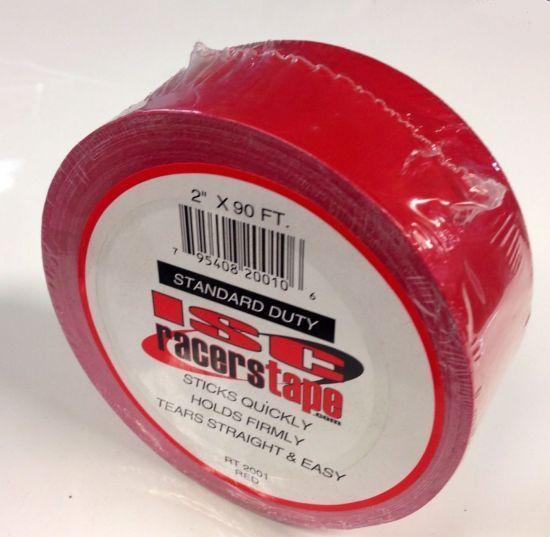 2" X 90 FT.
7 95408 20010 6
STANDARD DUTY
ISC
racerstape.com
STICKS QUICKLY
HOLDS FIRMLY
TEARS STRAIGHT & EASY
RT 2001
RED